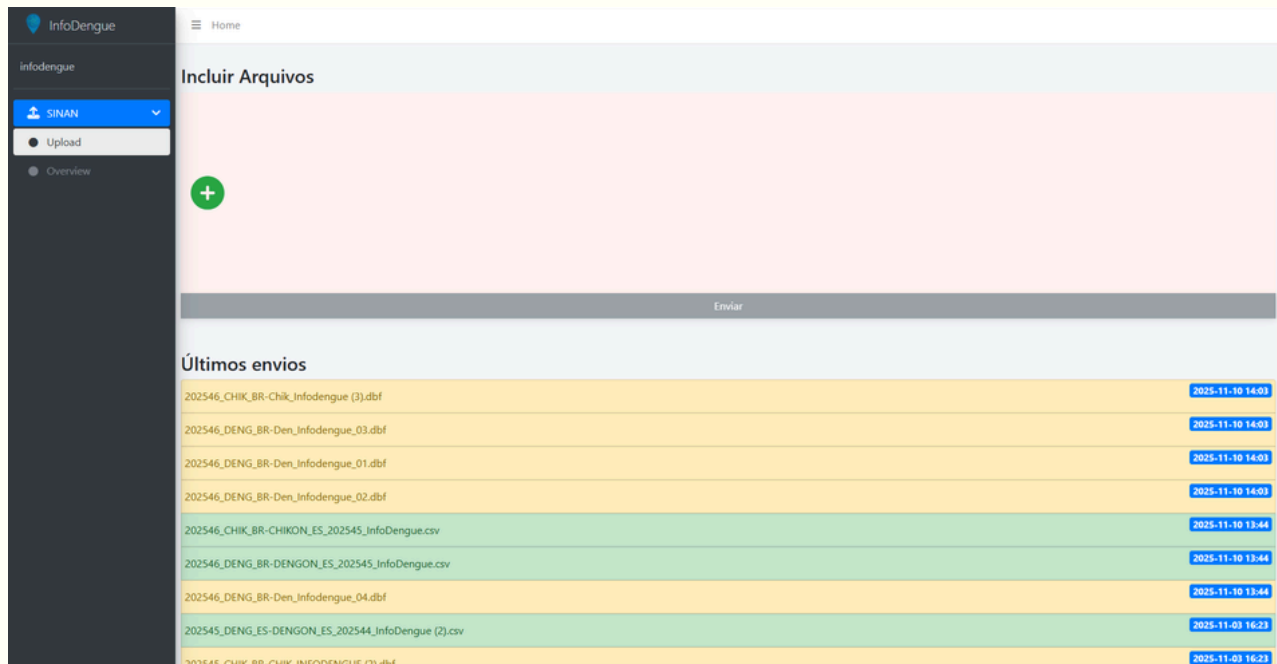 InfoDengue
Home
infodengue
SINAN
Upload
Overview
Incluir Arquivos
Enviar
Últimos envios
202546_CHIK_BR-Chik_Infodengue (3).dbf 2025-11-10 14:03
202546_DENG_BR-Den_Infodengue_03.dbf 2025-11-10 14:03
202546_DENG_BR-Den_Infodengue_01.dbf 2025-11-10 14:03
202546_DENG_BR-Den_Infodengue_02.dbf 2025-11-10 14:03
202546_CHIK_BR-CHIKON_ES_202545_InfoDengue.csv 2025-11-10 13:44
202546_DENG_BR-DENGON_ES_202545_InfoDengue.csv 2025-11-10 13:44
202546_DENG_BR-Den_Infodengue_04.dbf 2025-11-10 13:44
202545_DENG_ES-DENGON_ES_202544_InfoDengue (2).csv 2025-11-03 16:23
202545_CHIK_BR-CHIK_INFODENGUE (2).dbf 2025-11-03 16:23